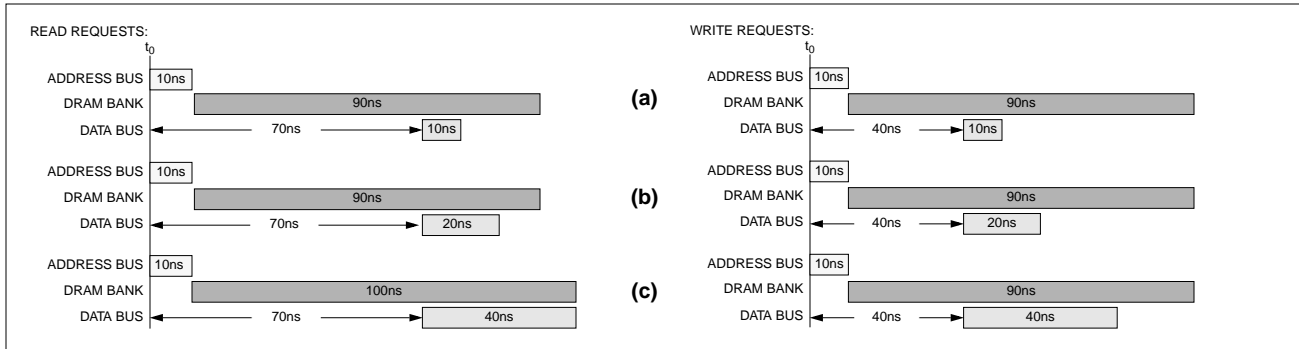 READ REQUESTS:
t0
ADDRESS BUS 10ns
DRAM BANK 90ns
DATA BUS 70ns 10ns
ADDRESS BUS 10ns
DRAM BANK 90ns
DATA BUS 70ns 20ns
ADDRESS BUS 10ns
DRAM BANK 100ns
DATA BUS 70ns 40ns
(a)
(b)
(c)
WRITE REQUESTS:
t0
ADDRESS BUS 10ns
DRAM BANK 90ns
DATA BUS 40ns 10ns
ADDRESS BUS 10ns
DRAM BANK 90ns
DATA BUS 40ns 20ns
ADDRESS BUS 10ns
DRAM BANK 90ns
DATA BUS 40ns 40ns